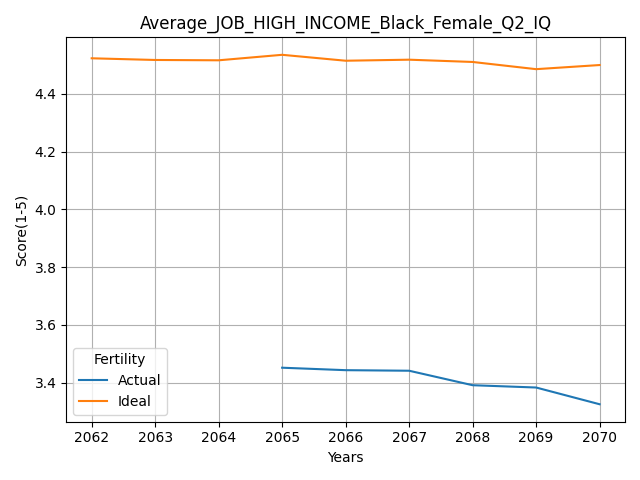 Average_JOB_HIGH_INCOME_Black_Female_Q2_IQ
Score(1-5)
4.4
4.2
4.0
3.8
3.6
3.4
Fertility
Actual
Ideal
2062 2063 2064 2065 2066 2067 2068 2069 2070
Years